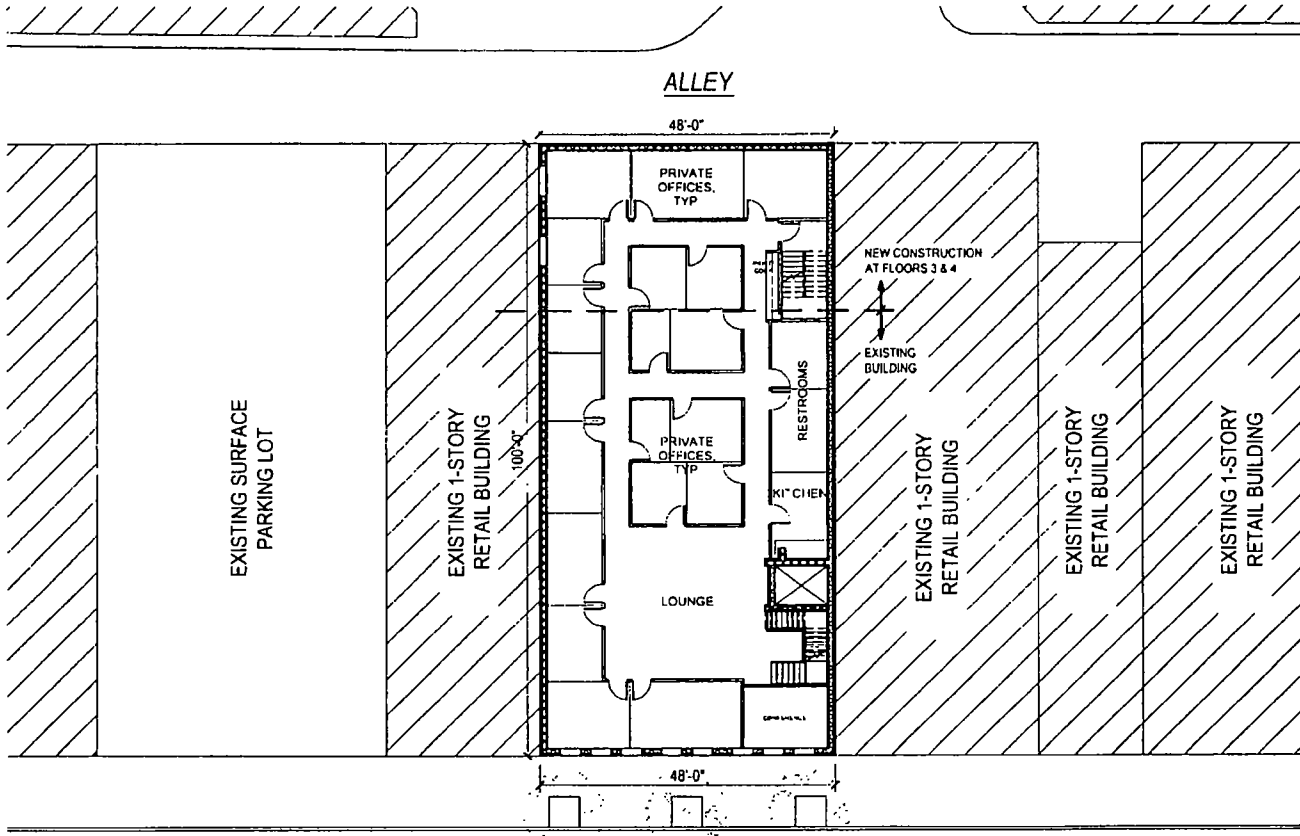 ALLEY
48'-0"
PRIVATE
OFFICES,
TYP
NEW CONSTRUCTION
AT FLOORS 3 & 4
EXISTING
BUILDING
RESTROOMS
EXISTING SURFACE
PARKING LOT
EXISTING 1-STORY
RETAIL BUILDING
100'-0"
PRIVATE
OFFICES,
TYP
KITCHEN
EXISTING 1-STORY
RETAIL BUILDING
EXISTING 1-STORY
RETAIL BUILDING
EXISTING 1-STORY
RETAIL BUILDING
LOUNGE
CONFERENCE
48'-0"